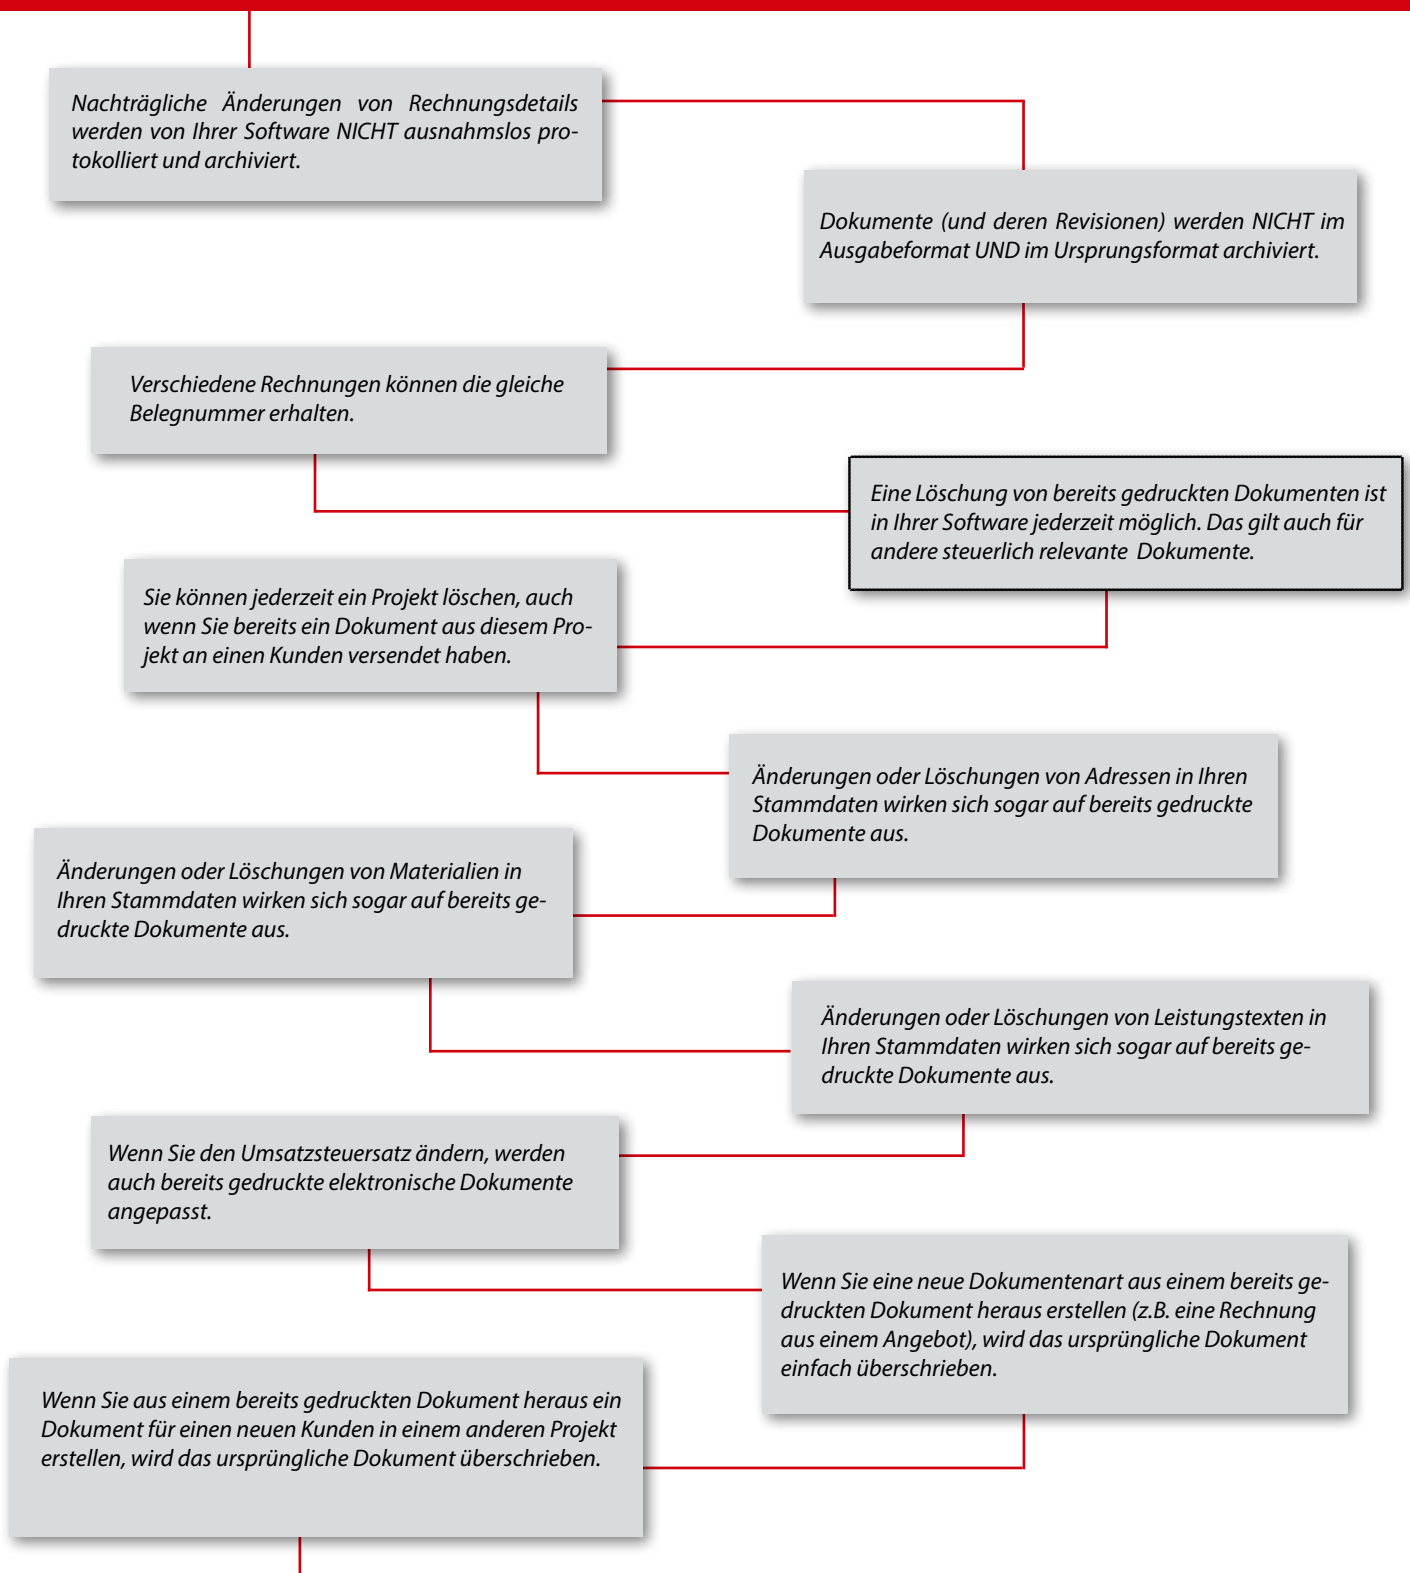 Nachträgliche Änderungen von Rechnungsdetails
werden von Ihrer Software NICHT ausnahmslos pro-
tokolliert und archiviert.
Dokumente (und deren Revisionen) werden NICHT im
Ausgabeformat UND im Ursprungsformat archiviert.
Verschiedene Rechnungen können die gleiche
Belegnummer erhalten.
Eine Löschung von bereits gedruckten Dokumenten ist
in Ihrer Software jederzeit möglich. Das gilt auch für
andere steuerlich relevante Dokumente.
Sie können jederzeit ein Projekt löschen, auch
wenn Sie bereits ein Dokument aus diesem Pro-
jekt an einen Kunden versendet haben.
Änderungen oder Löschungen von Adressen in Ihren
Stammdaten wirken sich sogar auf bereits gedruckte
Dokumente aus.
Änderungen oder Löschungen von Materialien in
Ihren Stammdaten wirken sich sogar auf bereits ge-
druckte Dokumente aus.
Änderungen oder Löschungen von Leistungstexten in
Ihren Stammdaten wirken sich sogar auf bereits ge-
druckte Dokumente aus.
Wenn Sie den Umsatzsteuersatz ändern, werden
auch bereits gedruckte elektronische Dokumente
angepasst.
Wenn Sie eine neue Dokumentenart aus einem bereits ge-
druckten Dokument heraus erstellen (z.B. eine Rechnung
aus einem Angebot), wird das ursprüngliche Dokument
einfach überschrieben.
Wenn Sie aus einem bereits gedruckten Dokument heraus ein
Dokument für einen neuen Kunden in einem anderen Projekt
erstellen, wird das ursprüngliche Dokument überschrieben.